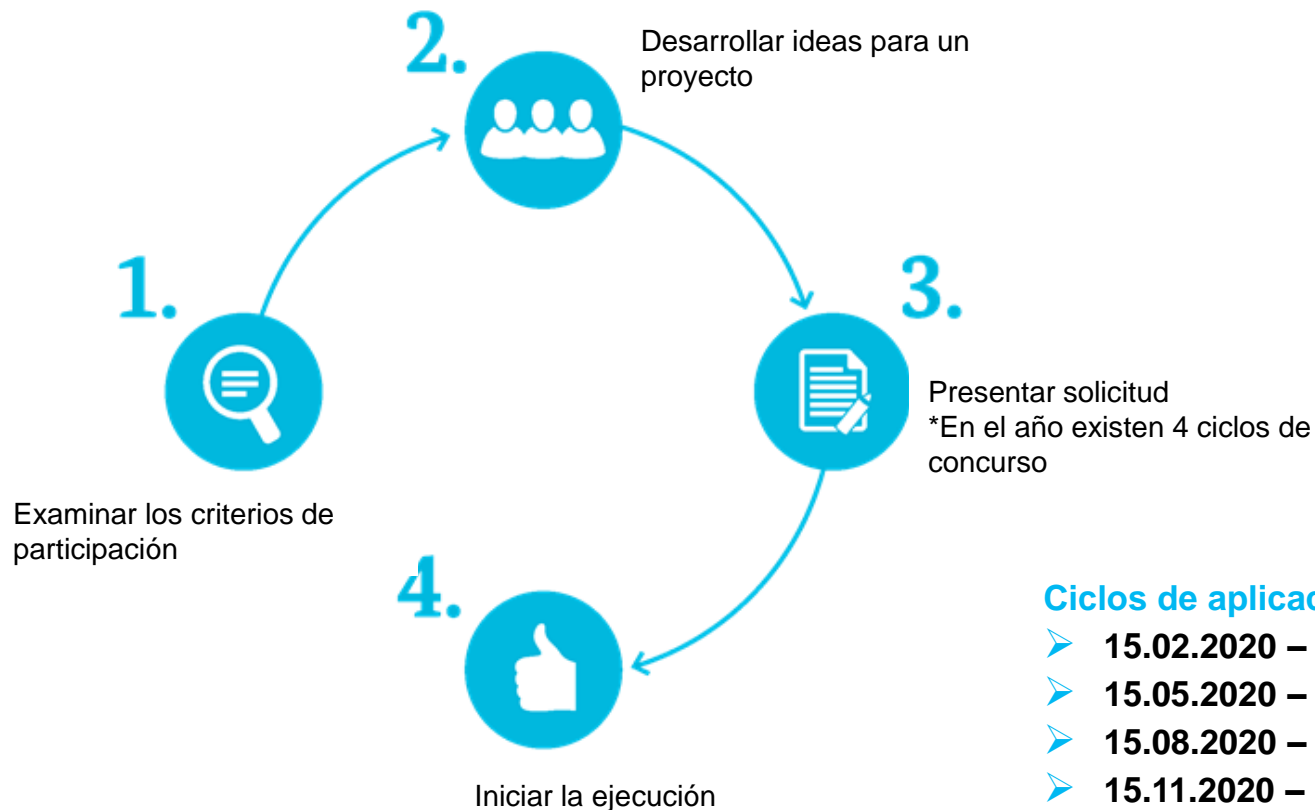 1.
Examinar los criterios de
participación
2.
Desarrollar ideas para un
proyecto
3.
Presentar solicitud
*En el año existen 4 ciclos de
concurso
4.
Iniciar la ejecución
Ciclos de
15.02.2020 –
15.05.2020 –
15.08.2020 –
15.11.2020 –